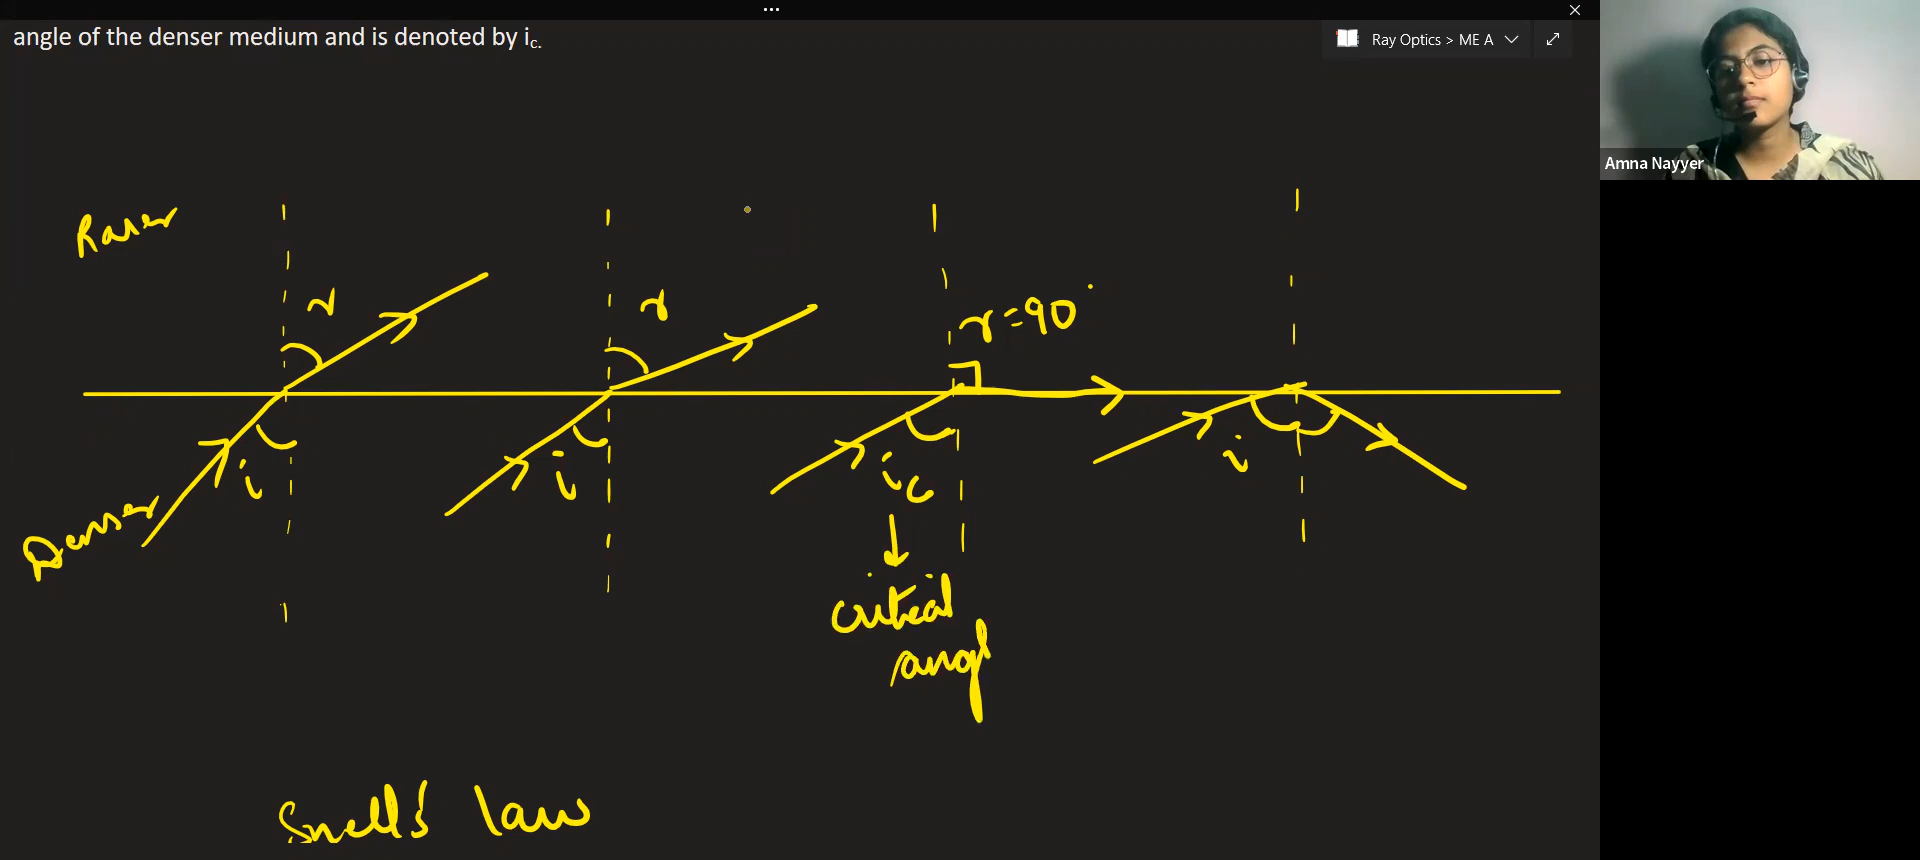 angle of the denser medium and is denoted by ic.
Ray Optics > ME A
Amna Nayyer
Rarer
r
r
r=90°
i
i
ic
i
Denser
critical
angl
Snell's law